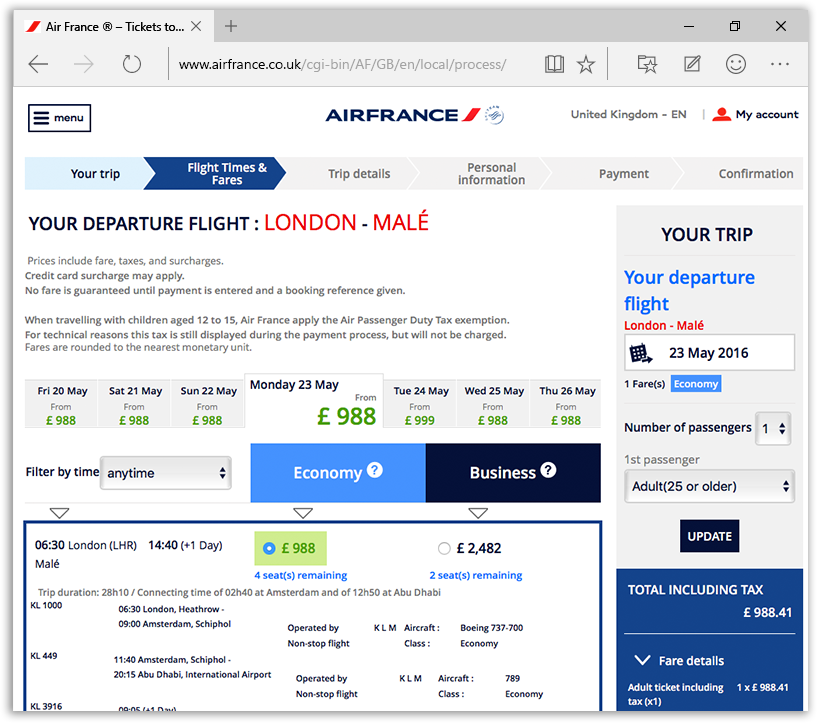 Air France ® – Tickets to...
www.airfrance.co.uk/cgi-bin/AF/GB/en/local/process/
menu
AIRFRANCE
United Kingdom - EN | My account
Your trip
Flight Times &
Fares
Trip details
Personal
information
Payment
Confirmation
YOUR DEPARTURE FLIGHT : LONDON - MALÉ
Prices include fare, taxes, and surcharges.
Credit card surcharge may apply.
No fare is guaranteed until payment is entered and a booking reference given.
When travelling with children aged 12 to 15, Air France apply the Air Passenger Duty Tax exemption.
For technical reasons this tax is still displayed during the payment process, but will not be charged.
Fares are rounded to the nearest monetary unit.
Fri 20 May
From
£ 988
Sat 21 May
From
£ 988
Sun 22 May
From
£ 988
Monday 23 May
From
£ 988
Tue 24 May
From
£ 999
Wed 25 May
From
£ 988
Thu 26 May
From
£ 988
Filter by time
anytime
Economy ?
Business ?
06:30 London (LHR) 14:40 (+1 Day)
Malé
£ 988
4 seat(s) remaining
£ 2,482
2 seat(s) remaining
Trip duration: 28h10 / Connecting time of 02h40 at Amsterdam and of 12h50 at Abu Dhabi
KL 1000
06:30 London, Heathrow -
09:00 Amsterdam, Schiphol
Operated by K L M Aircraft : Boeing 737-700
Non-stop flight Class : Economy
KL 449
11:40 Amsterdam, Schiphol -
20:15 Abu Dhabi, International Airport
Operated by K L M Aircraft : 789
Non-stop flight Class : Economy
KL 3916
09:05 (+1 Day)
YOUR TRIP
Your departure
flight
London - Malé
23 May 2016
1 Fare(s) Economy
Number of passengers 1
1st passenger
Adult(25 or older)
UPDATE
TOTAL INCLUDING TAX
£ 988.41
Fare details
Adult ticket including 1 x £ 988.41
tax (x1)